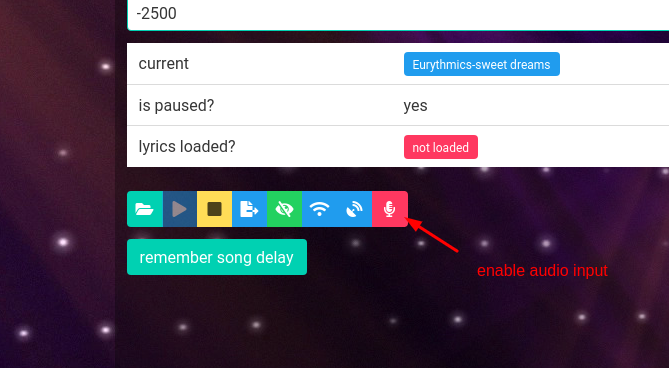 -2500
current Eurythmics-sweet dreams
is paused? yes
lyrics loaded? not loaded
remember song delay
enable audio input